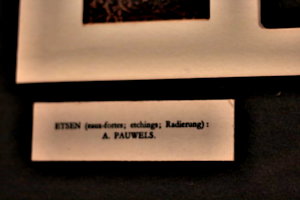 ETSEN (eaux-fortes; etchings; Radierung) :
A. PAUWELS.